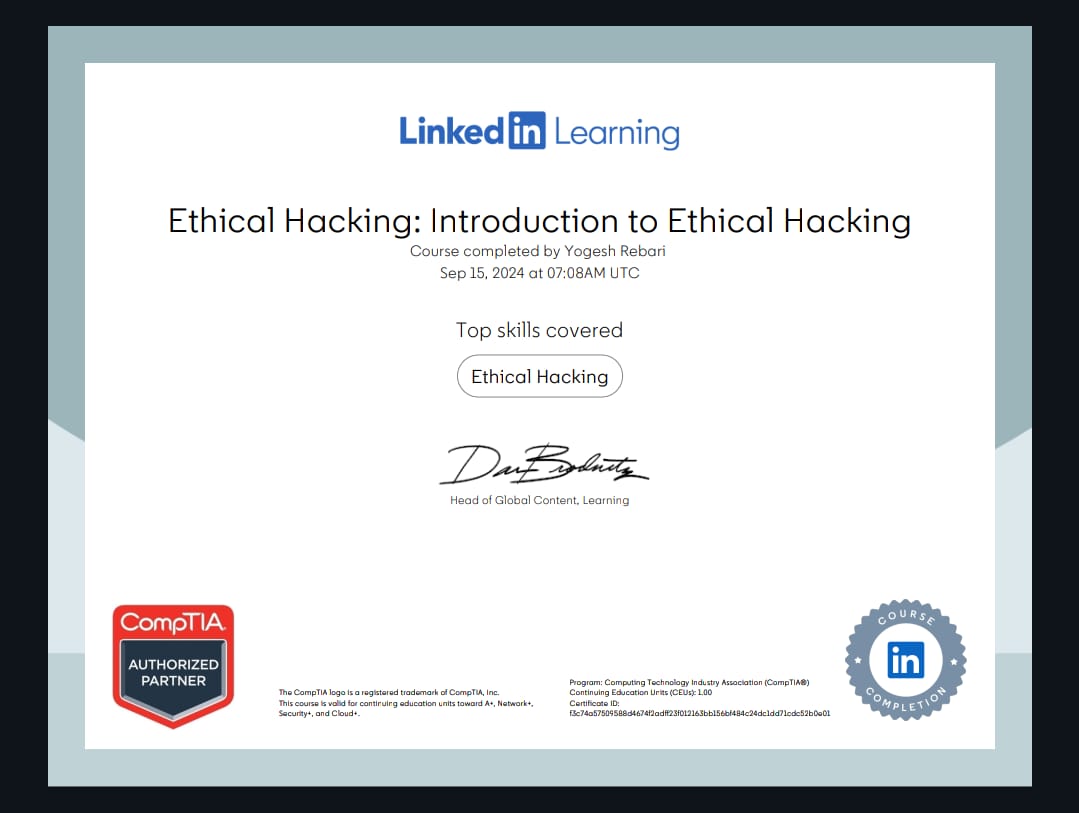 LinkedIn Learning
Ethical Hacking: Introduction to Ethical Hacking
Course completed by Yogesh Rebari
Sep 15, 2024 at 07:08AM UTC
Top skills covered
Ethical Hacking
Dan Brodnitz
Head of Global Content, Learning
CompTIA
AUTHORIZED
PARTNER
The CompTIA logo is a registered trademark of CompTIA, Inc.
This course is valid for continuing education units toward A+, Network+,
Security+, and Cloud+.
Program: Computing Technology Industry Association (CompTIA®)
Continuing Education Units (CEUs): 1.00
Certificate ID:
COURSE
in
COMPLETION